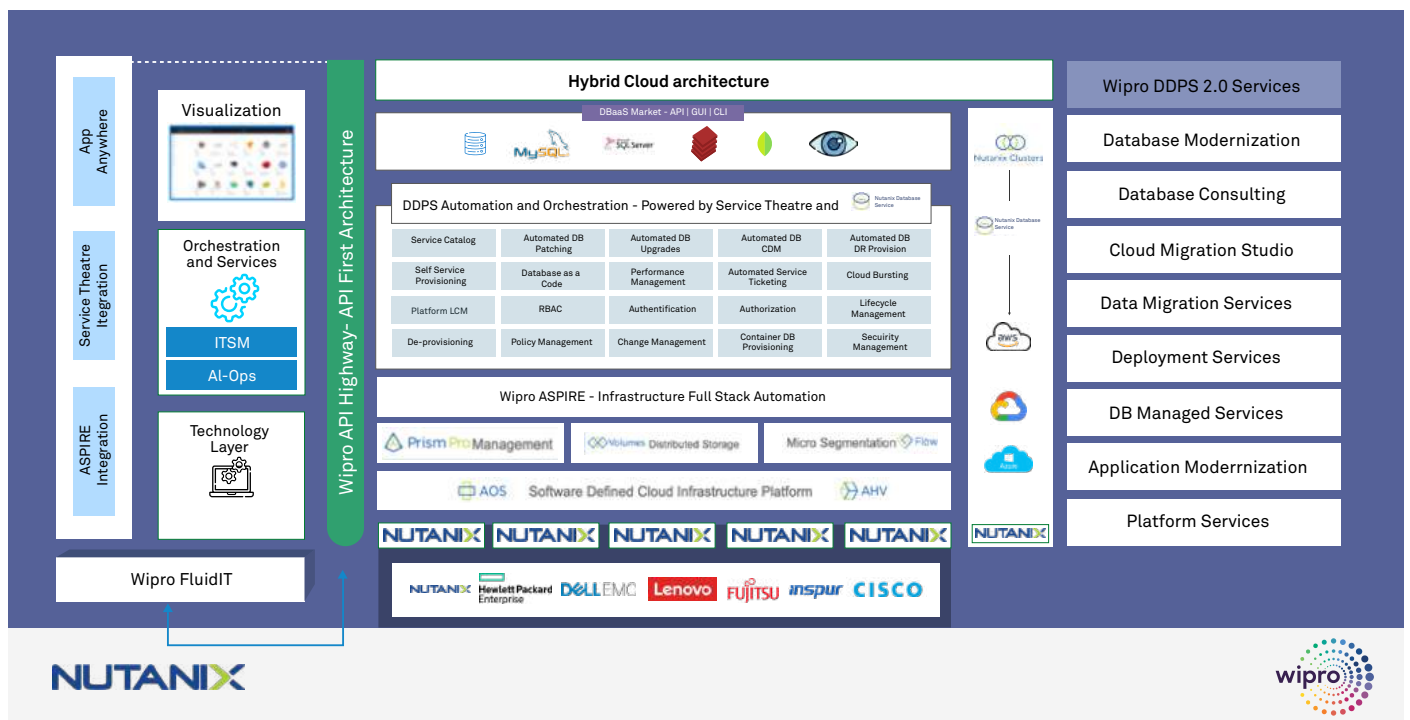 App
Anywhere
Service Theatre
Itegration
ASPIRE
Integration
Visualization
Orchestration
and Services
ITSM
AI-Ops
Technology
Layer
Wipro FluidIT
Wipro API Highway- API First Architecture
Hybrid Cloud architecture
DBaaS Market - API | GUI | CLI
MySQL
SQL Server
DDPS Automation and Orchestration - Powered by Service Theatre and
Nutanix Database
Service
Service Catalog
Automated DB
Patching
Automated DB
Upgrades
Automated DB
CDM
Automated DB
DR Provision
Self Service
Provisioning
Database as a
Code
Performance
Management
Automated Service
Ticketing
Cloud Bursting
Platform LCM
RBAC
Authentification
Authorization
Lifecycle
Management
De-provisioning
Policy Management
Change Management
Container DB
Provisioning
Secuirity
Management
Wipro ASPIRE - Infrastructure Full Stack Automation
Prism Pro Management
Volumes Distributed Storage
Micro Segmentation Flow
AOS Software Defined Cloud Infrastructure Platform AHV
NUTANIX NUTANIX NUTANIX NUTANIX NUTANIX
NUTANIX
Hewlett Packard
Enterprise
DELLEMC
Lenovo
FUJITSU
inspur
CISCO
Nutanix Clusters
Nutanix Database
Service
aws
Azure
NUTANIX
Wipro DDPS 2.0 Services
Database Modernization
Database Consulting
Cloud Migration Studio
Data Migration Services
Deployment Services
DB Managed Services
Application Moderrnization
Platform Services
NUTANIX
wipro